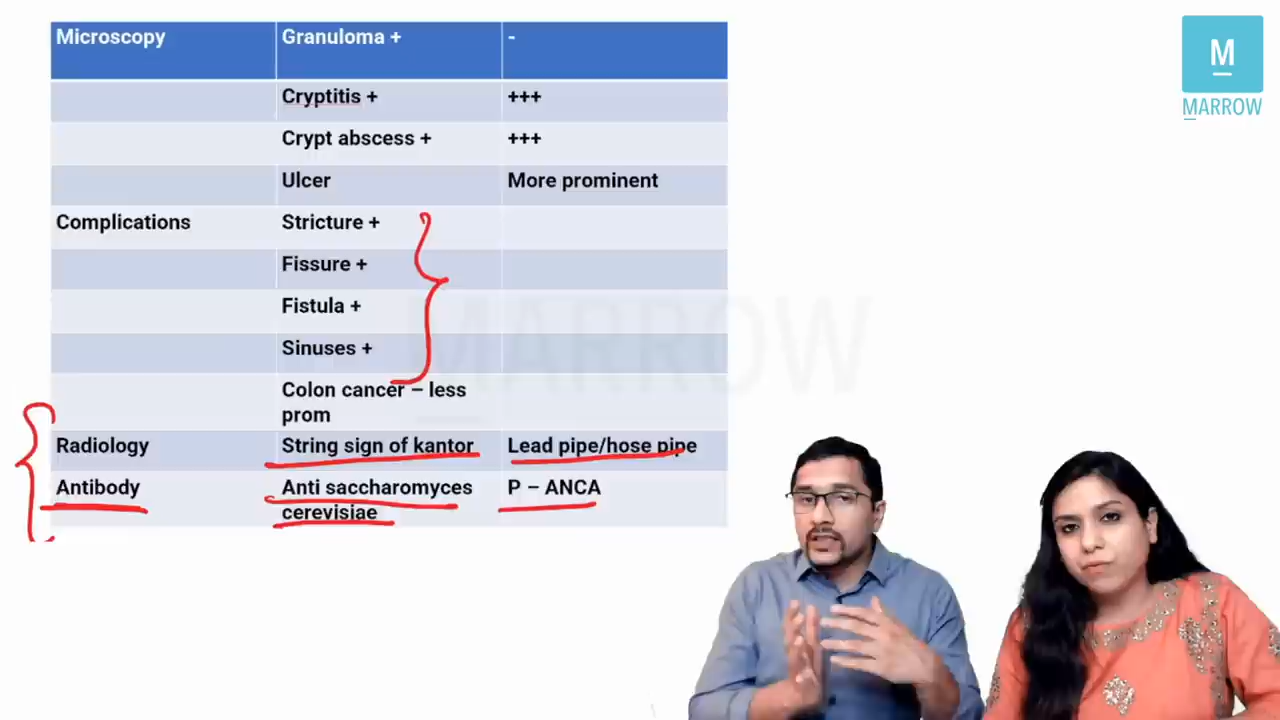 Microscopy Granuloma + -
Cryptitis + +++
Crypt abscess + +++
Ulcer More prominent
Complications Stricture +
Fissure +
Fistula +
Sinuses +
Colon cancer – less
prom
Radiology String sign of kantor Lead pipe/hose pipe
Antibody Anti saccharomyces P – ANCA
cerevisiae
M
MARROW
MARROW